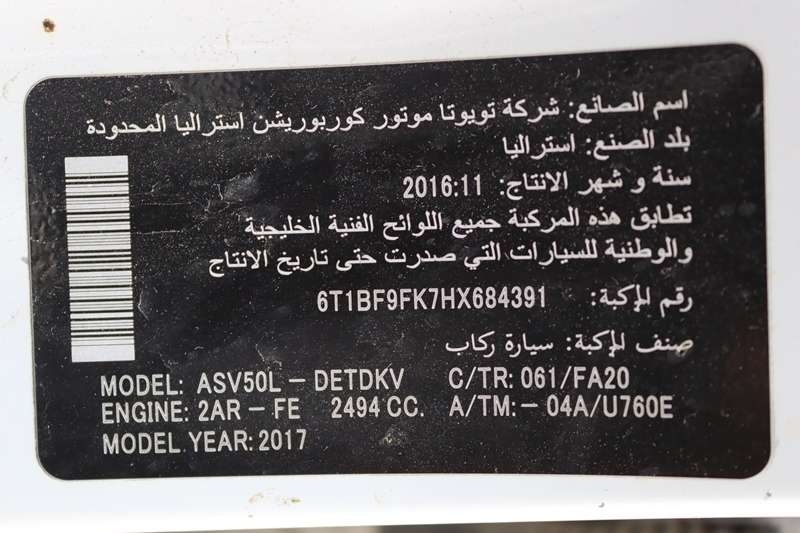 اسم الصانع: شركة تويوتا موتور كوربوريشن استراليا المحدودة
بلد الصنع: استراليا
سنة و شهر الانتاج: 2016:11
تطابق هذه المركبة جميع اللوائح الفنية الخليجية
والوطنية للسيارات التي صدرت حتى تاريخ الانتاج
رقم المركبة: 6T1BF9FK7HX684391
صنف المركبة: سيارة ركاب
MODEL: ASV50L - DETDKV C/TR: 061/FA20
ENGINE: 2AR - FE 2494 CC. A/TM: - 04A/U760E
MODEL YEAR: 2017